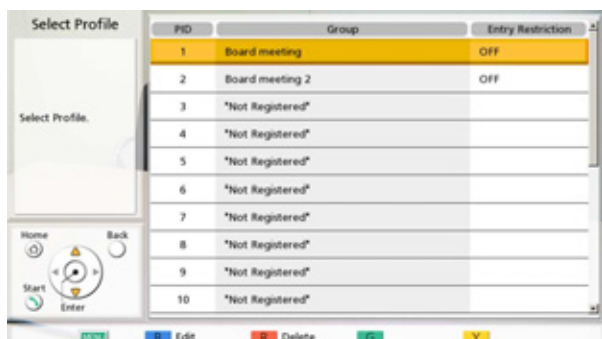 Select Profile
PID Group Entry Restriction
1 Board meeting OFF
2 Board meeting 2 OFF
3 "Not Registered"
4 "Not Registered"
5 "Not Registered"
6 "Not Registered"
7 "Not Registered"
8 "Not Registered"
9 "Not Registered"
10 "Not Registered"
Select Profile.
Home Back
Start
Enter
MENU B Edit R Delete G Y